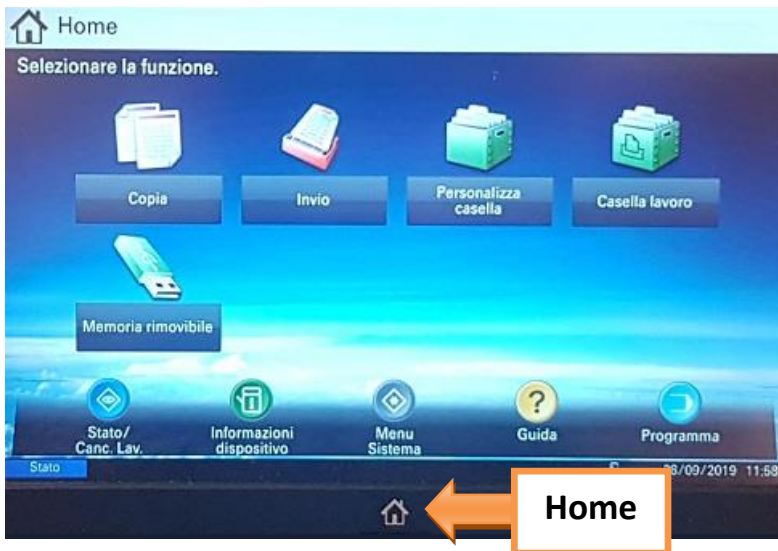 Home
Selezionare la funzione.
Copia
Invio
Personalizza
casella
Casella lavoro
Memoria rimovibile
Stato/
Canc. Lav.
Informazioni
dispositivo
Menu
Sistema
Guida
Programma
Stato
/09/2019 11:58
Home